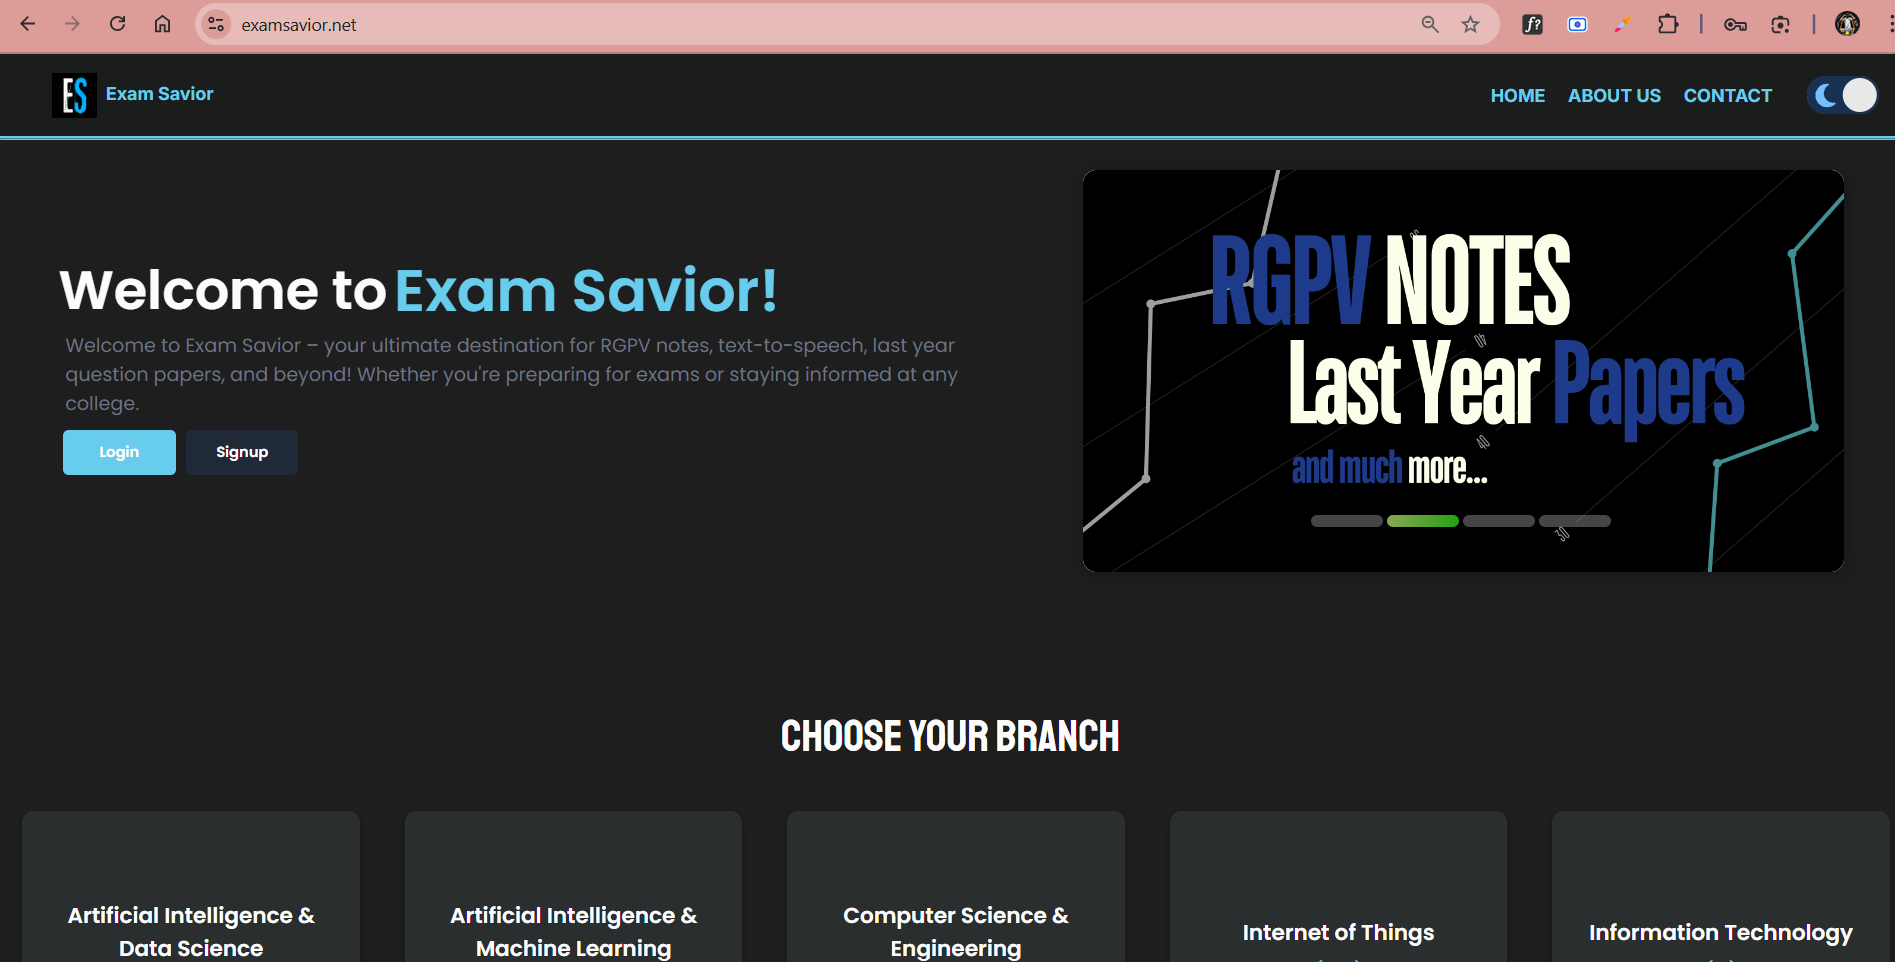 examsavior.net
f?
ES
Exam Savior
HOME
ABOUT US
CONTACT
Welcome to Exam Savior!
Welcome to Exam Savior – your ultimate destination for RGPV notes, text-to-speech, last year
question papers, and beyond! Whether you're preparing for exams or staying informed at any
college.
Login
Signup
RGPV NOTES
Last Year Papers
and much more...
40
40
30
CHOOSE YOUR BRANCH
Artificial Intelligence &
Data Science
Artificial Intelligence &
Machine Learning
Computer Science &
Engineering
Internet of Things
Information Technology